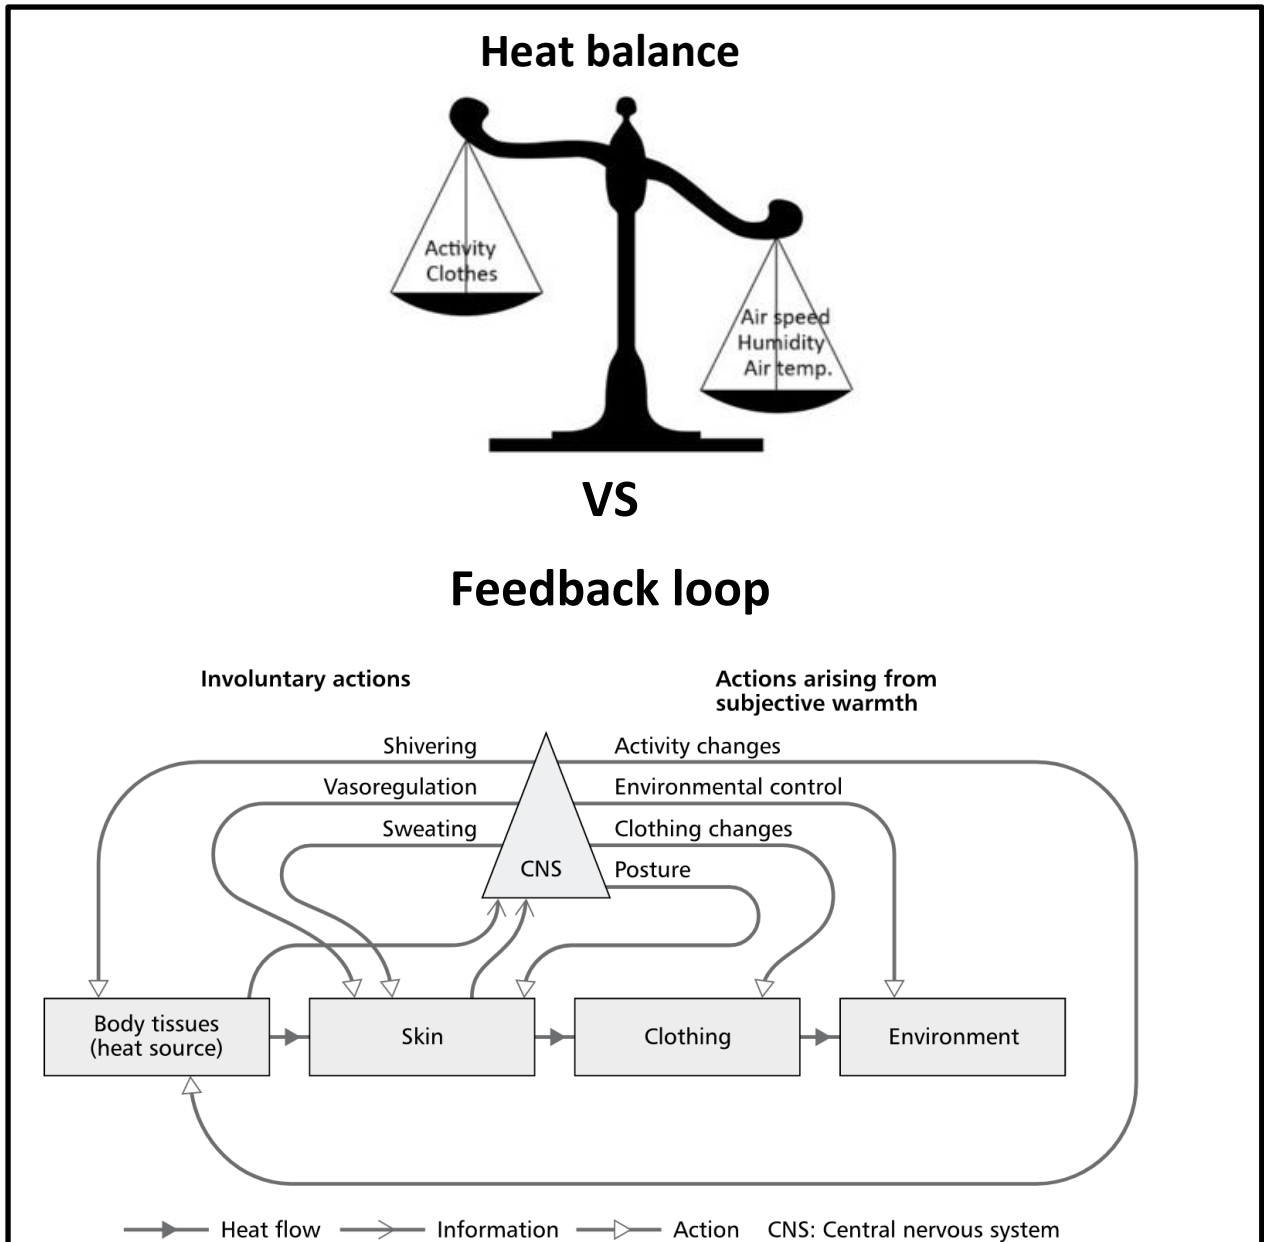 Heat balance
Activity
Clothes
Air speed
Humidity
Air temp.
VS
Feedback loop
Involuntary actions
Actions arising from
subjective warmth
Shivering
Activity changes
Vasoregulation
Environmental control
Sweating
Clothing changes
CNS
Posture
Body tissues
(heat source)
Skin
Clothing
Environment
Heat flow
Information
Action
CNS: Central nervous system